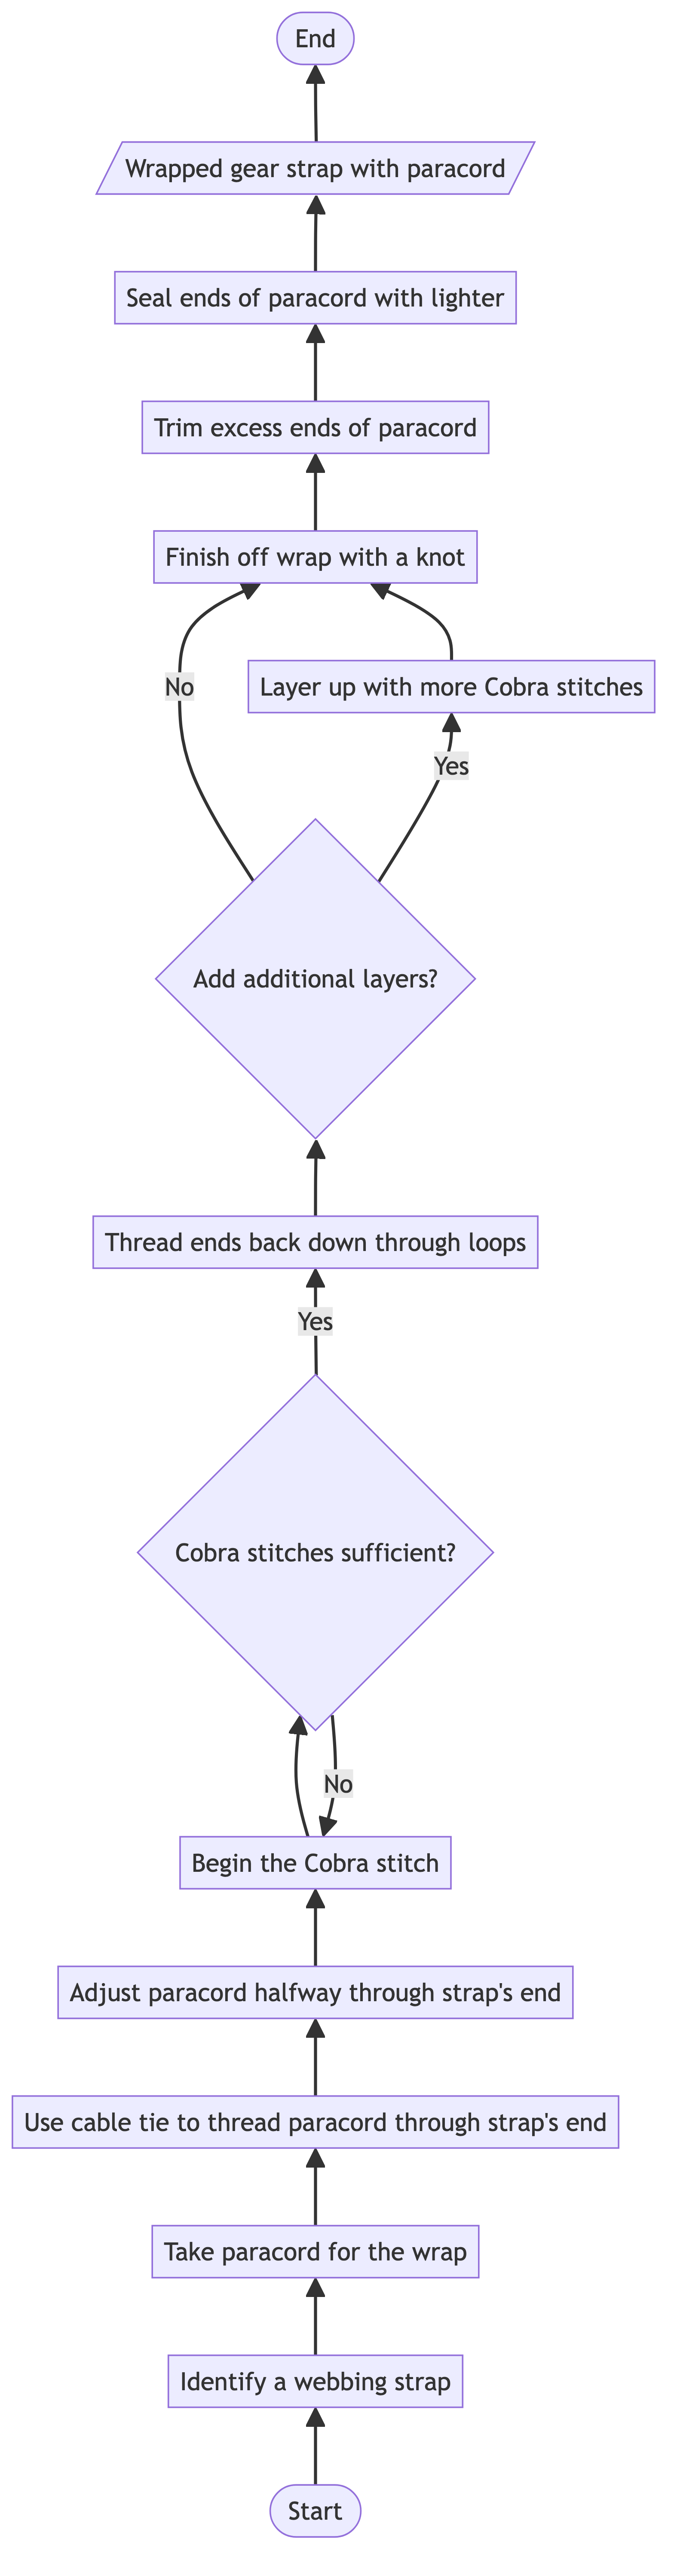 End
Wrapped gear strap with paracord
Seal ends of paracord with lighter
Trim excess ends of paracord
Finish off wrap with a knot
No
Layer up with more Cobra stitches
Yes
Add additional layers?
Thread ends back down through loops
Yes
Cobra stitches sufficient?
No
Begin the Cobra stitch
Adjust paracord halfway through strap's end
Use cable tie to thread paracord through strap's end
Take paracord for the wrap
Identify a webbing strap
Start